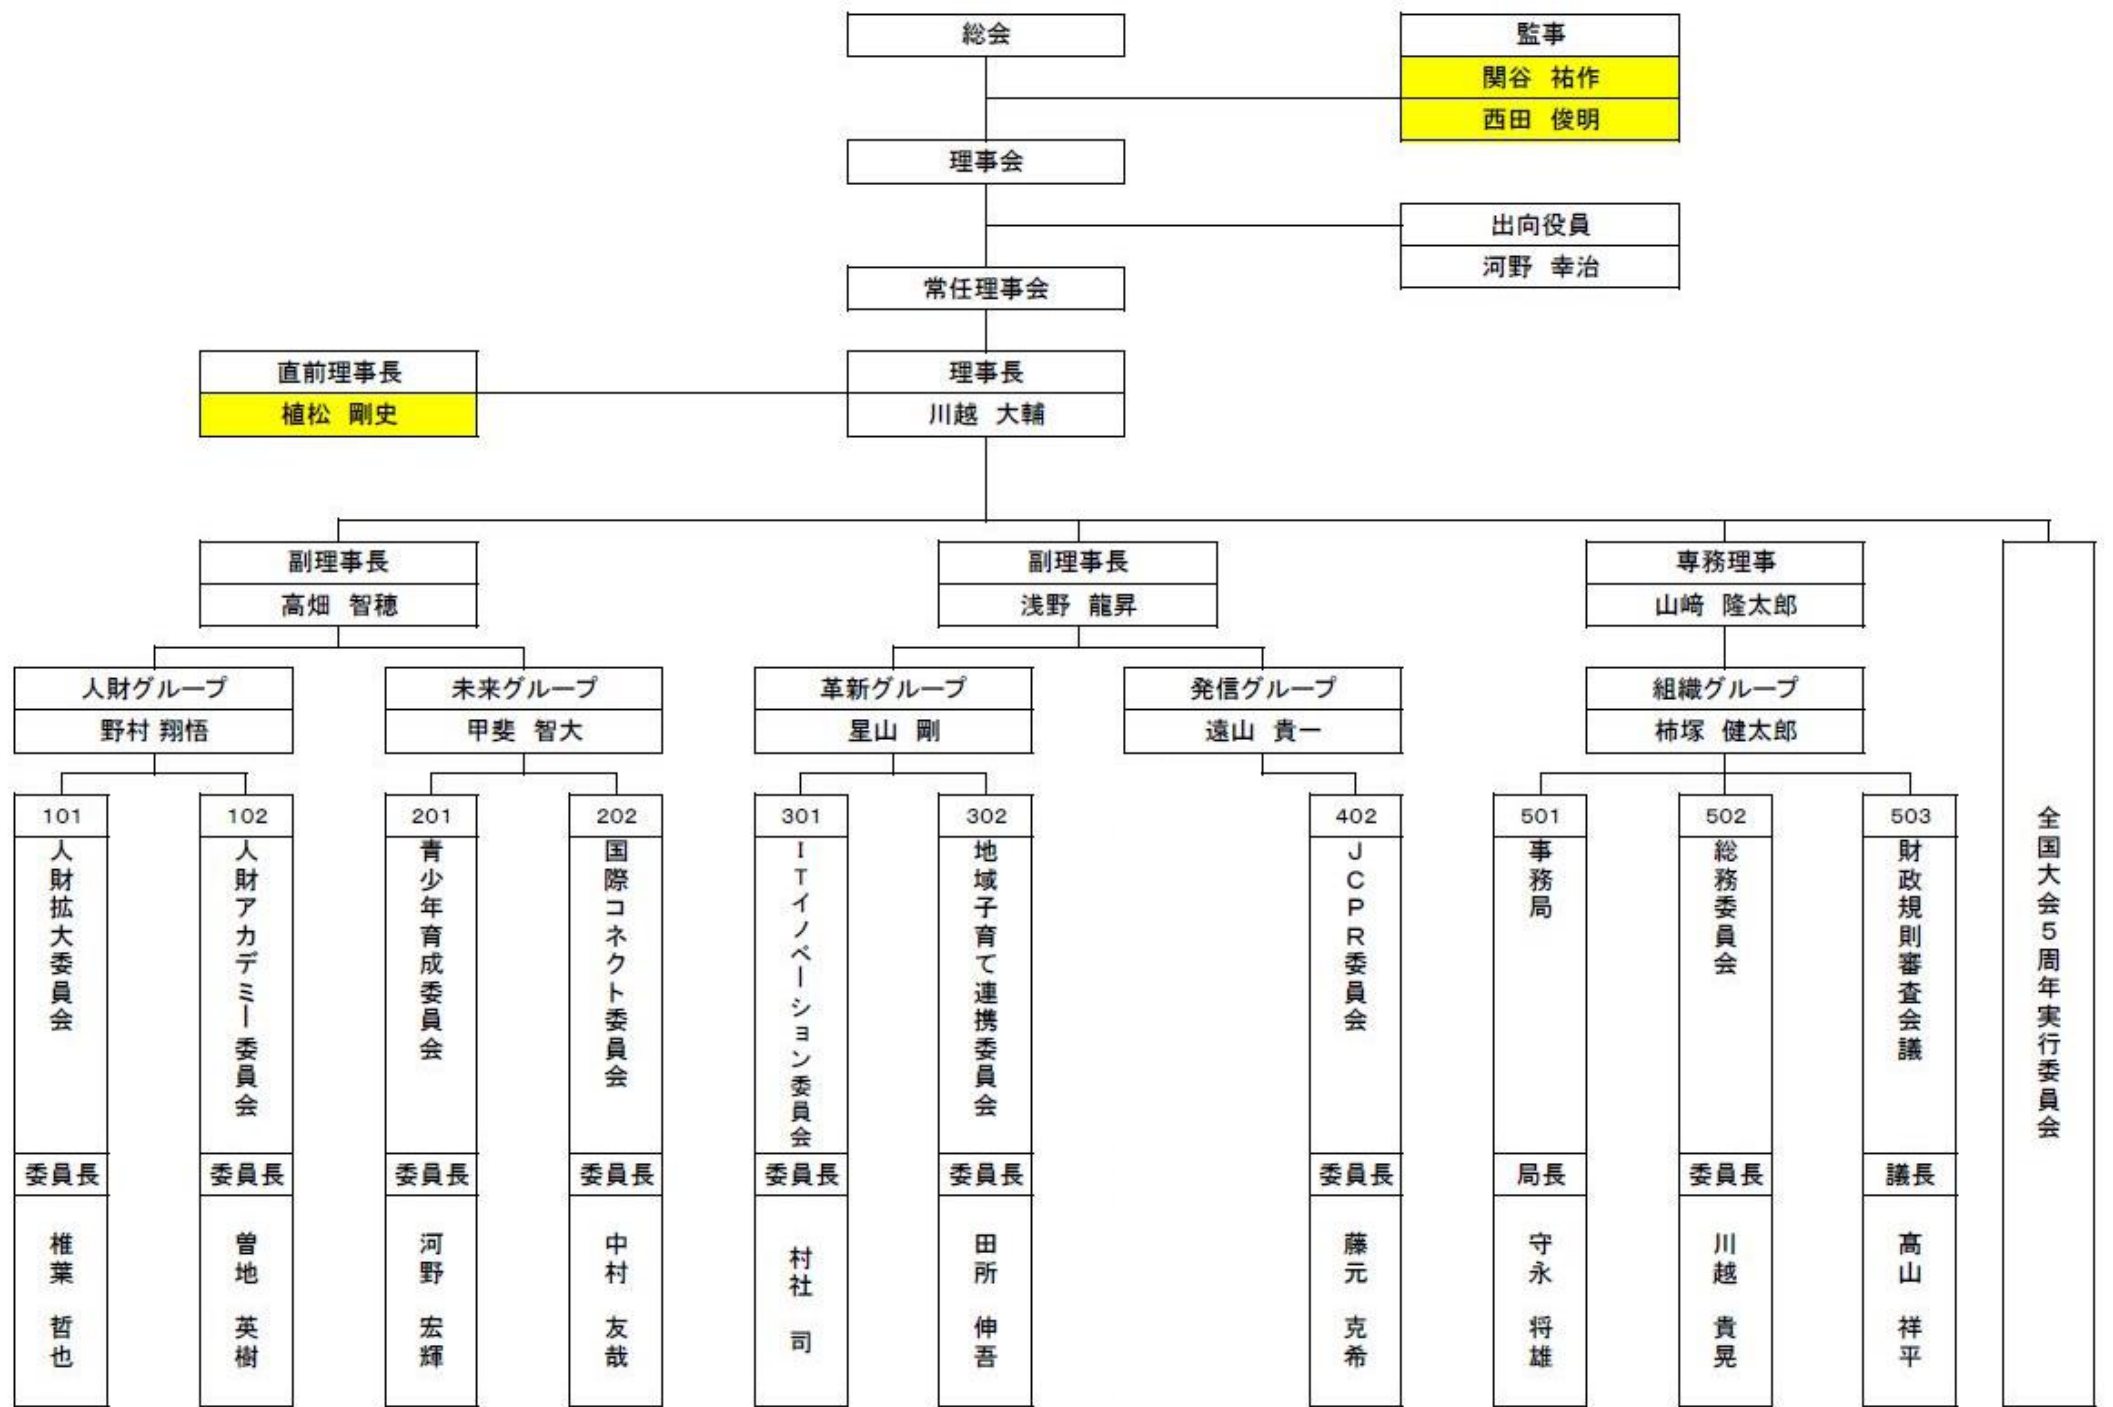 総会
監事
関谷 祐作
西田 俊明
理事会
出向役員
河野 幸治
常任理事会
直前理事長
植松 剛史
理事長
川越 大輔
副理事長
高畑 智穂
副理事長
浅野 龍昇
専務理事
山﨑 隆太郎
人財グループ
野村 翔悟
未来グループ
甲斐 智大
革新グループ
星山 剛
発信グループ
遠山 貴一
組織グループ
柿塚 健太郎
101
人財拡大委員会
委員長
椎葉 哲也
102
人財アカデミー委員会
委員長
曽地 英樹
201
青少年育成委員会
委員長
河野 宏輝
202
国際コネクト委員会
委員長
中村 友哉
301
ITイノベーション委員会
委員長
村社 司
302
地域子育て連携委員会
委員長
田所 伸吾
402
JCPR委員会
委員長
藤元 克希
501
事務局
局長
守永 将雄
502
総務委員会
委員長
川越 貴晃
503
財政規則審査会議
議長
髙山 祥平
全国大会5周年実行委員会